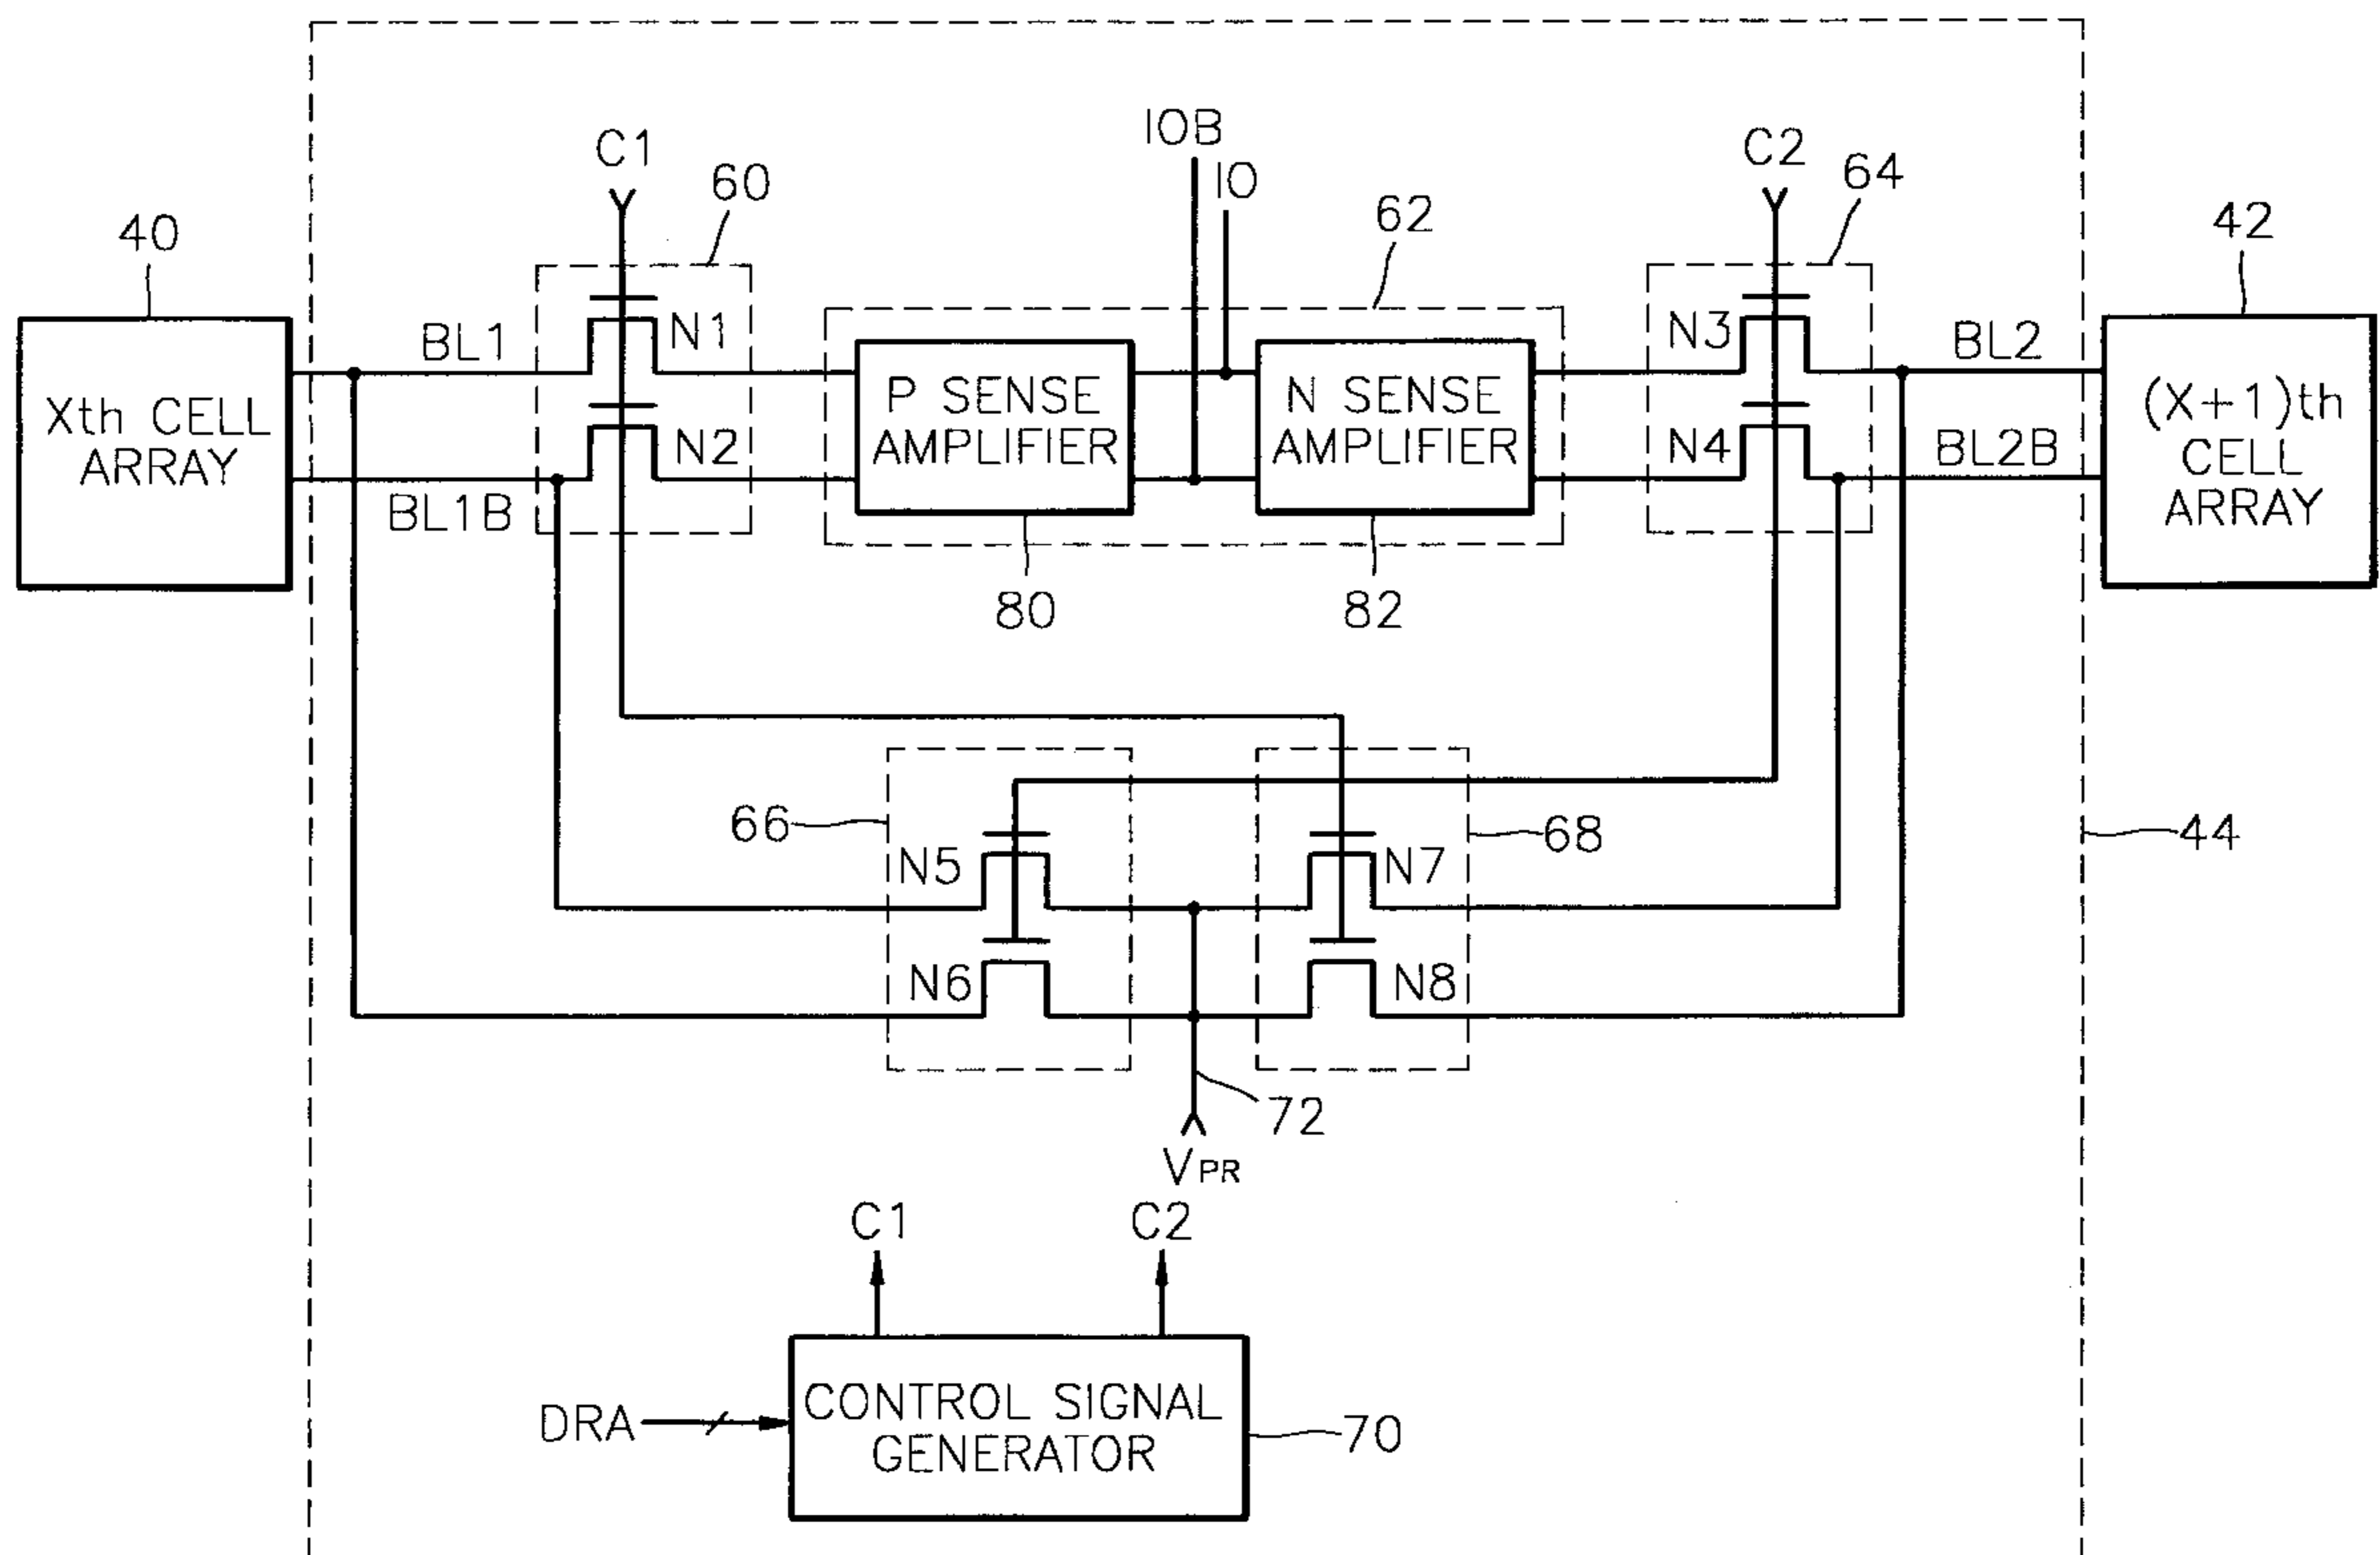 IOB
C1
C2
IO
60
64
62
40
42
N1
N3
BL1
BL2
Xth CELL
ARRAY
P SENSE
AMPLIFIER
N SENSE
AMPLIFIER
(X+1)th
CELL
ARRAY
N2
N4
BL2B
BL1B
80
82
66
68
44
N5
N7
N6
N8
72
VPR
C1
C2
DRA
CONTROL SIGNAL
GENERATOR
70